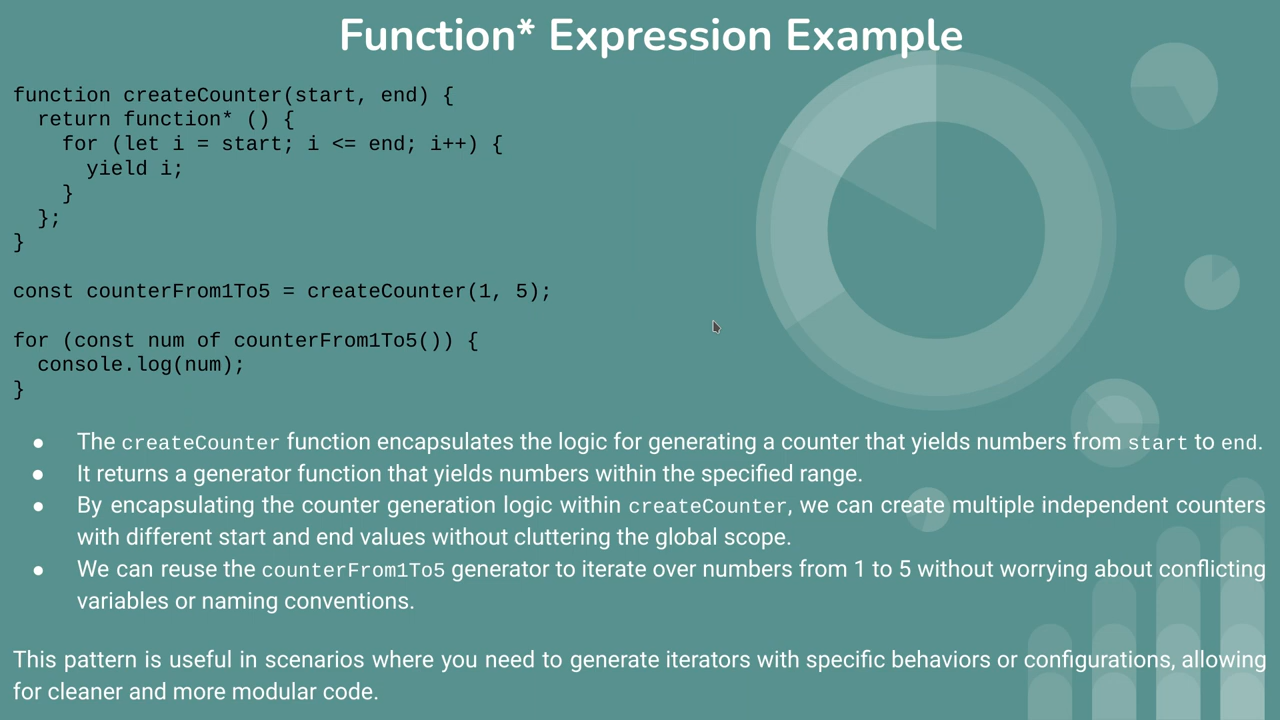 Function* Expression Example
function createCounter(start, end) {
  return function* () {
    for (let i = start; i <= end; i++) {
      yield i;
    }
  };
}
const counterFrom1To5 = createCounter(1, 5);
for (const num of counterFrom1To5()) {
  console.log(num);
}
● The createCounter function encapsulates the logic for generating a counter that yields numbers from start to end.
● It returns a generator function that yields numbers within the specified range.
● By encapsulating the counter generation logic within createCounter, we can create multiple independent counters
with different start and end values without cluttering the global scope.
● We can reuse the counterFrom1To5 generator to iterate over numbers from 1 to 5 without worrying about conflicting
variables or naming conventions.
This pattern is useful in scenarios where you need to generate iterators with specific behaviors or configurations, allowing
for cleaner and more modular code.